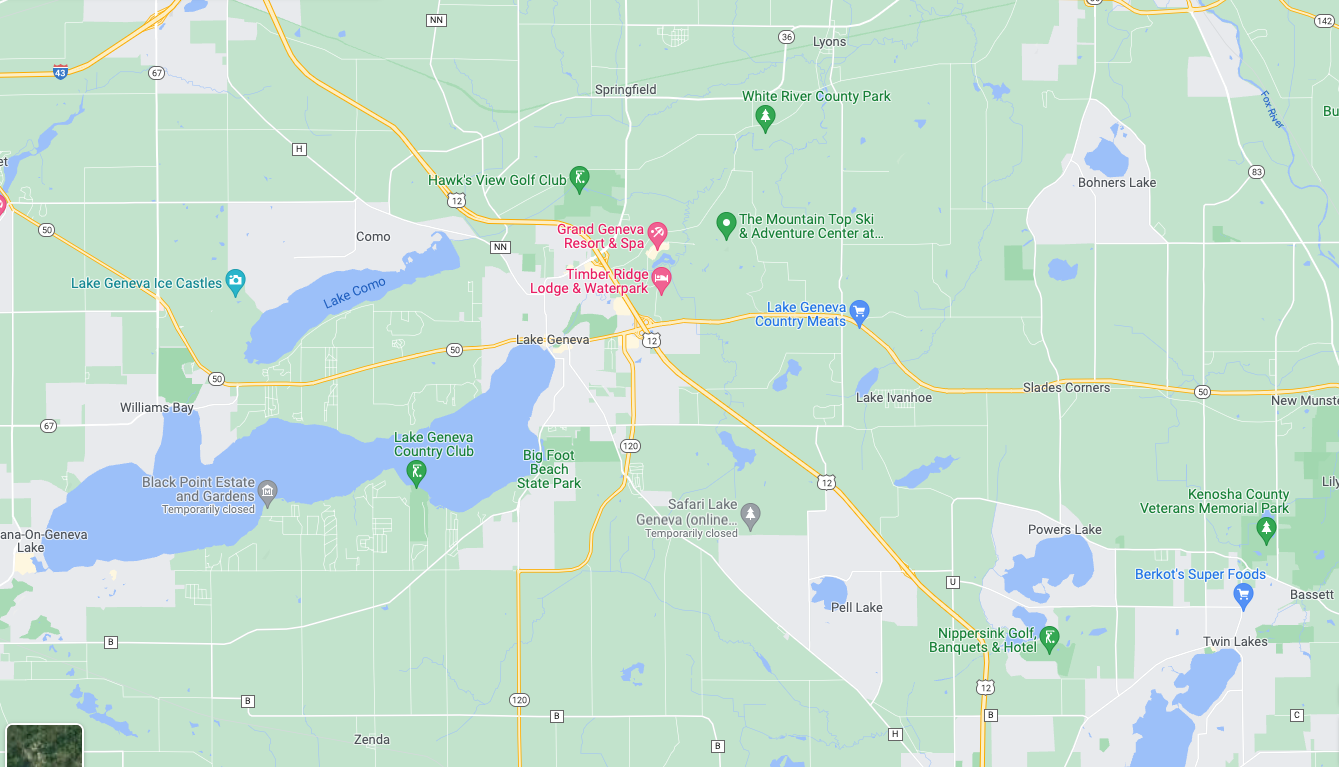 NN
36
142
Lyons
43
67
Springfield
White River County Park
Fox River
H
83
Hawk's View Golf Club
Bohners Lake
12
50
The Mountain Top Ski
& Adventure Center at...
Grand Geneva
Resort & Spa
Como
NN
Timber Ridge
Lodge & Waterpark
Lake Geneva Ice Castles
Lake Como
Lake Geneva
Country Meats
Lake Geneva
12
50
50
Slades Corners
50
Lake Ivanhoe
New Munste
Williams Bay
67
Lake Geneva
Country Club
120
Big Foot
Beach
State Park
12
Black Point Estate
and Gardens
Temporarily closed
Kenosha County
Veterans Memorial Park
Safari Lake
Geneva (online...
Temporarily closed
Powers Lake
ana-On-Geneva
Lake
U
Berkot's Super Foods
Bassett
Pell Lake
Nippersink Golf,
Banquets & Hotel
Twin Lakes
B
12
B
120
B
B
C
H
B
Zenda